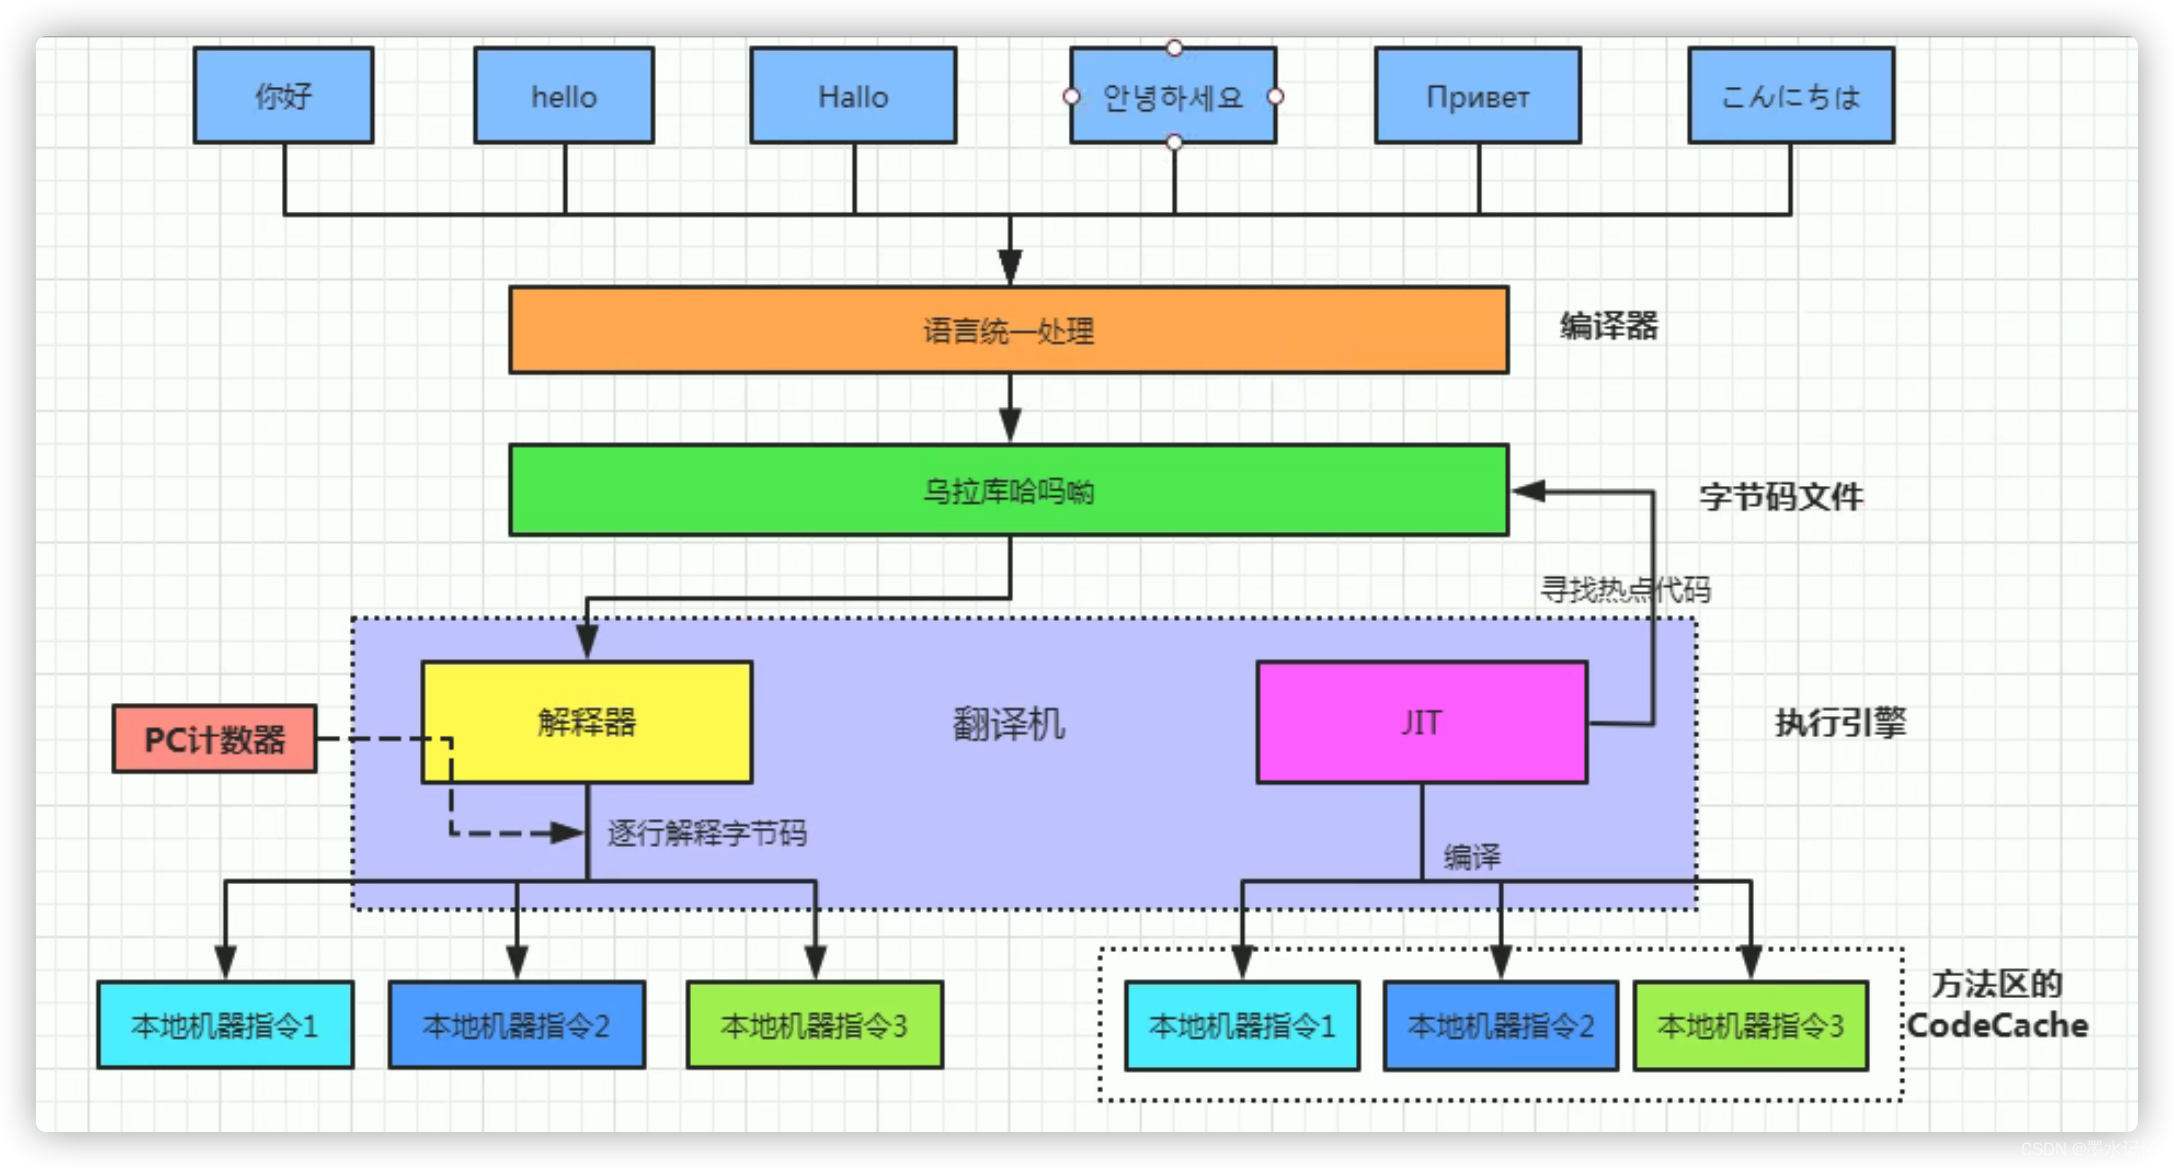 你好
hello
Hallo
안녕하세요
Привет
こんにちは
语言统一处理
编译器
乌拉库哈吗哟
字节码文件
寻找热点代码
解释器
翻译机
JIT
执行引擎
PC计数器
逐行解释字节码
编译
本地机器指令1
本地机器指令2
本地机器指令3
本地机器指令1
本地机器指令2
本地机器指令3
方法区的
CodeCache
CSDN